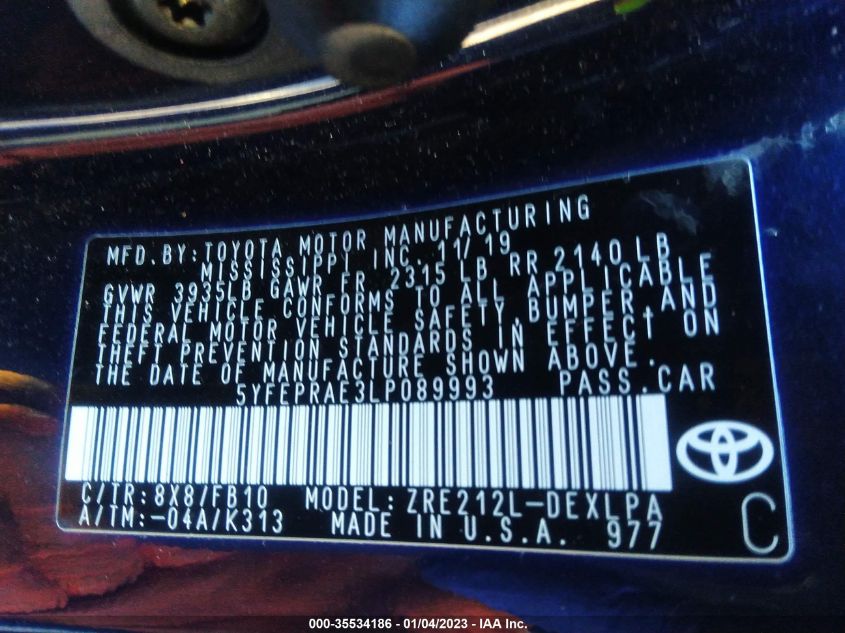 MFD. BY: TOYOTA MOTOR MANUFACTURING
MISSISSIPPI INC. 11/19
GVWR 3935LB GAWR FR 2315 LB RR 2140 LB
THIS VEHICLE CONFORMS TO ALL APPLICABLE
FEDERAL MOTOR VEHICLE SAFETY, BUMPER, AND
THEFT PREVENTION STANDARDS IN EFFECT ON
THE DATE OF MANUFACTURE SHOWN ABOVE.
5YFEPRAE3LP089993 PASS. CAR
C/TR: 8X8/FB10 MODEL: ZRE212L-DEXLPA
A/TM: -04A/K313 MADE IN U.S.A. 977
C
000-35534186 - 01/04/2023 - IAA Inc.